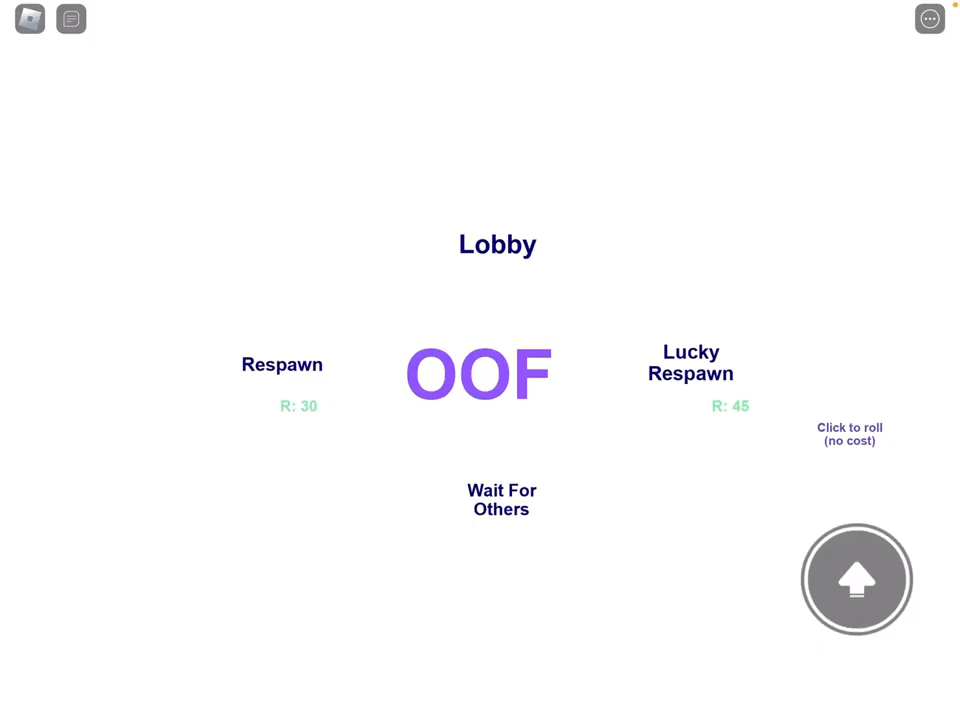 Lobby
Respawn
R: 30
OOF
Lucky
Respawn
R: 45
Click to roll
(no cost)
Wait For
Others